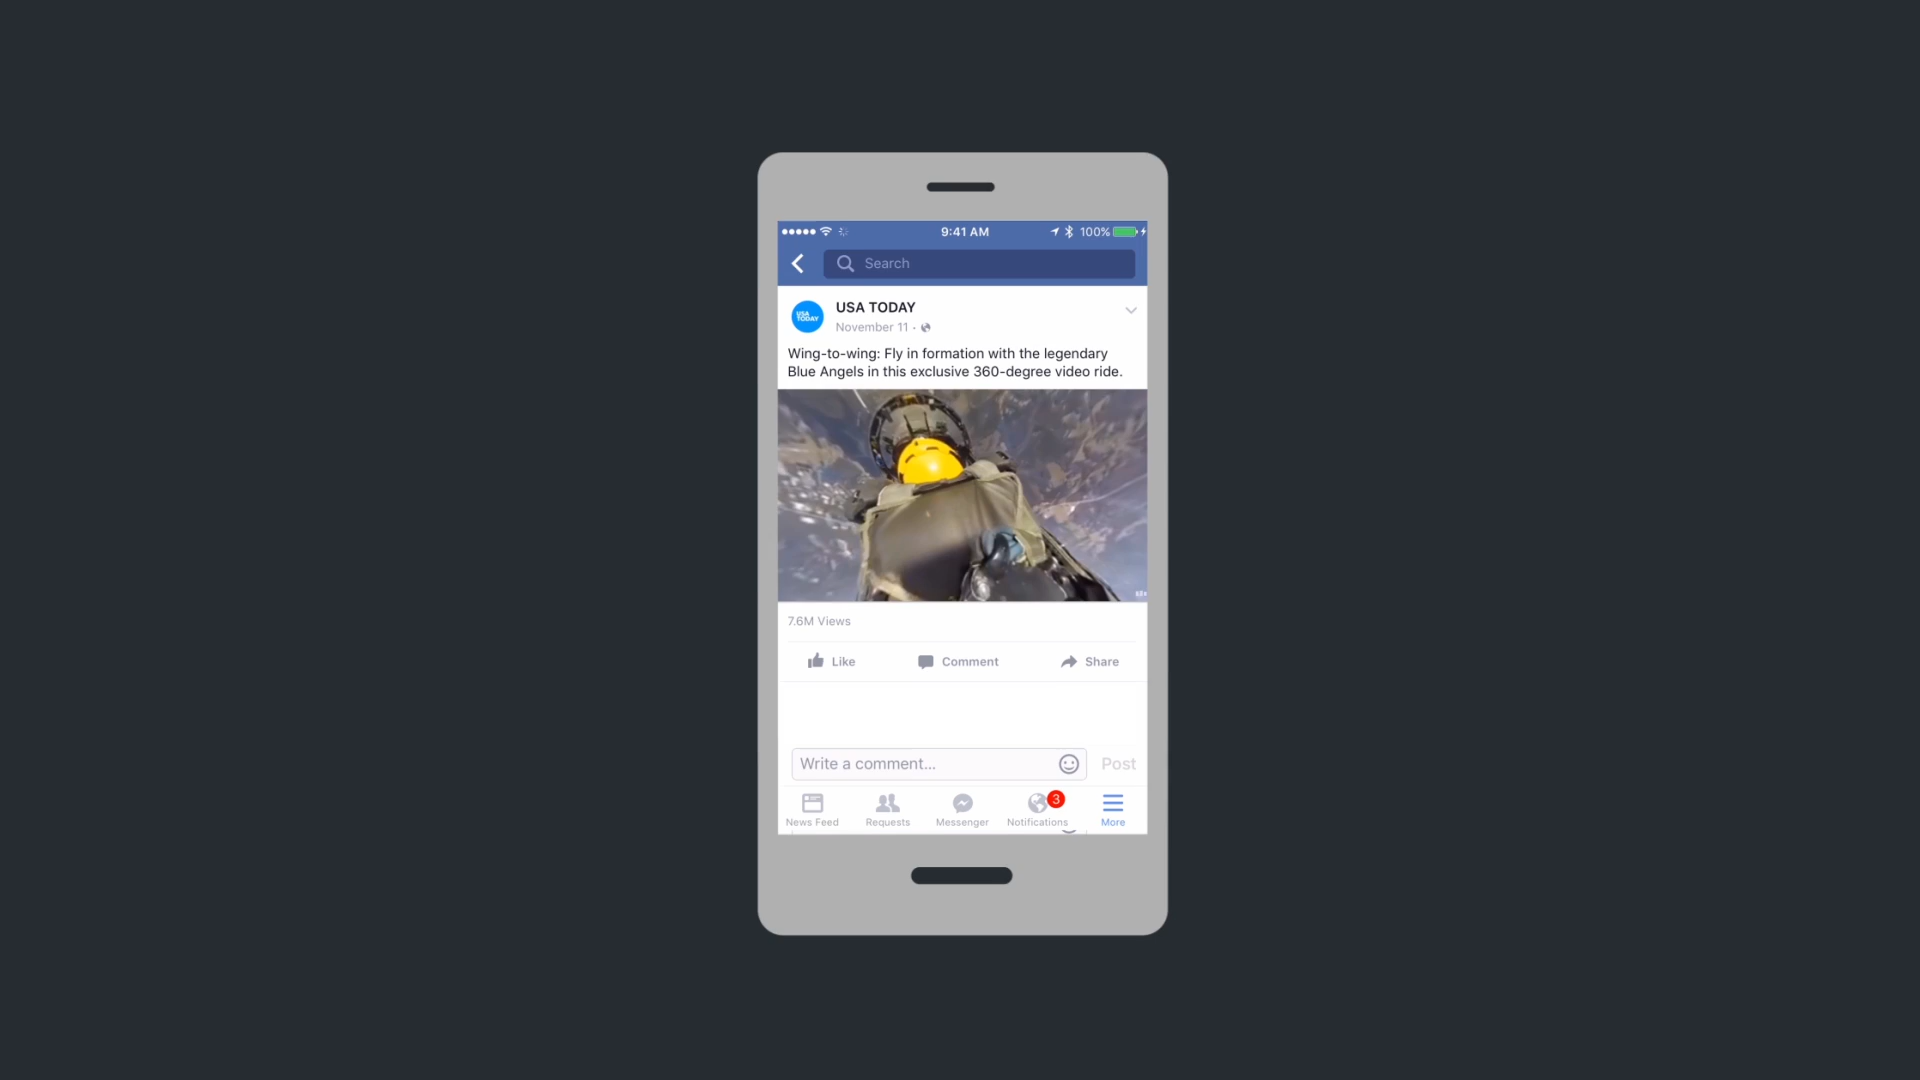 9:41 AM
100%
Search
USA TODAY
USA TODAY
November 11
Wing-to-wing: Fly in formation with the legendary
Blue Angels in this exclusive 360-degree video ride.
7.6M Views
Like
Comment
Share
Write a comment...
Post
3
News Feed
Requests
Messenger
Notifications
More